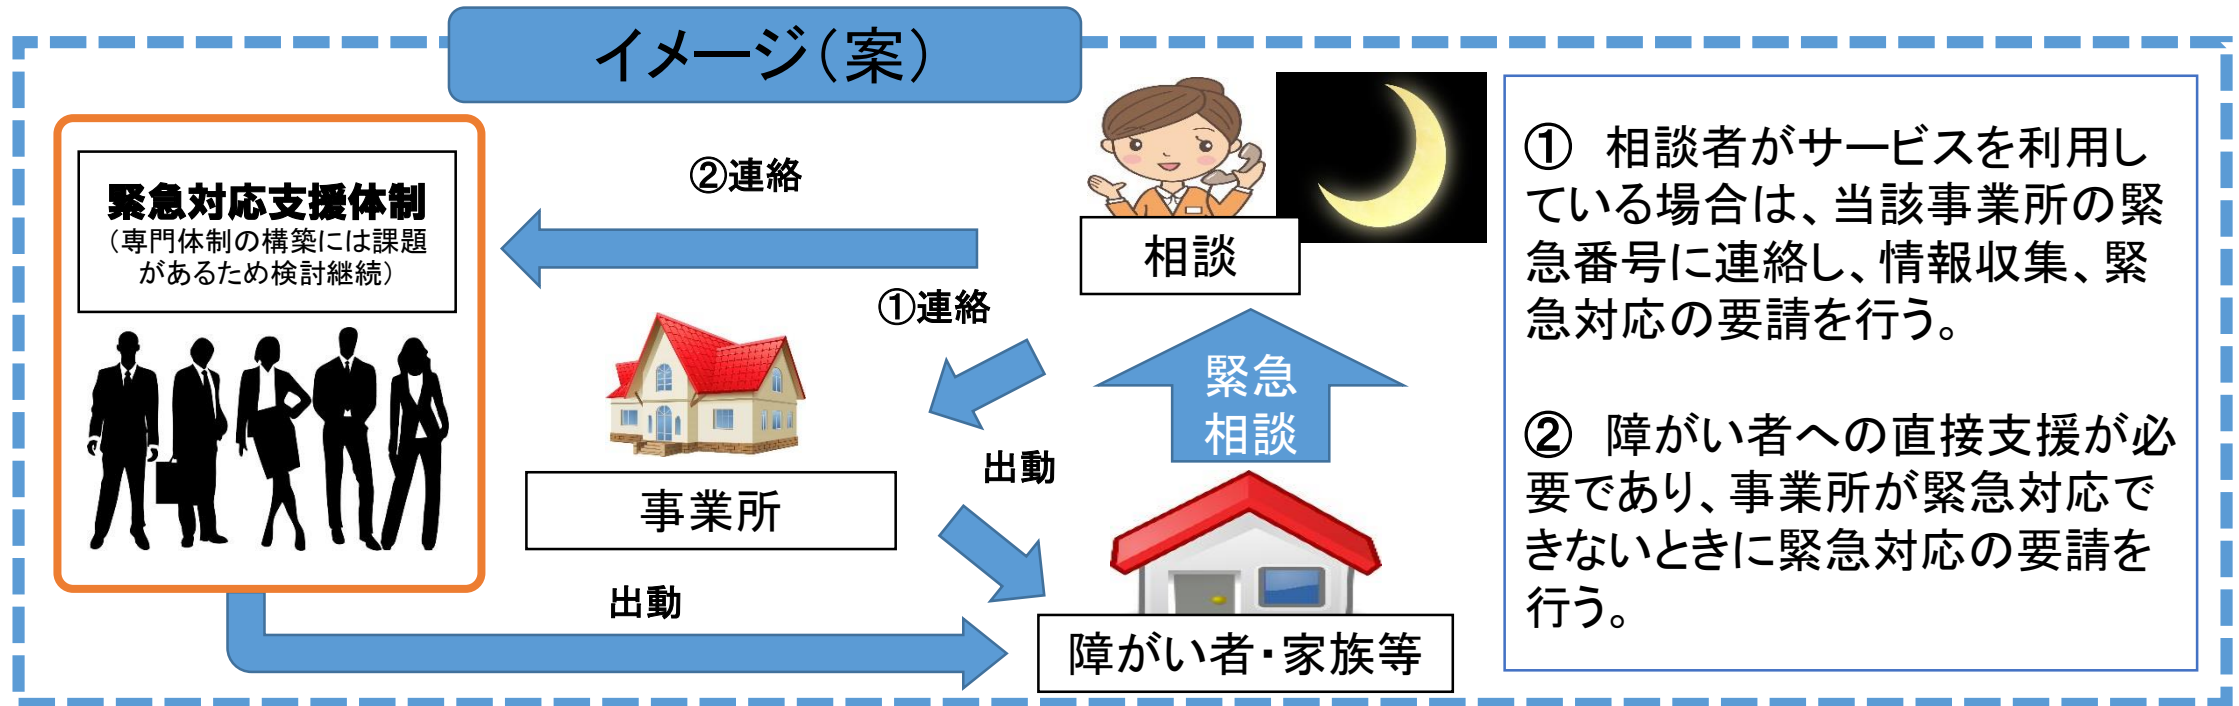 イメージ（案）
緊急対応支援体制
（専門体制の構築には課題
があるため検討継続）
②連絡
相談
①連絡
緊急
相談
事業所
出動
出動
障がい者・家族等
①　相談者がサービスを利用し
ている場合は、当該事業所の緊
急番号に連絡し、情報収集、緊
急対応の要請を行う。
②　障がい者への直接支援が必
要であり、事業所が緊急対応で
きないときに緊急対応の要請を
行う。